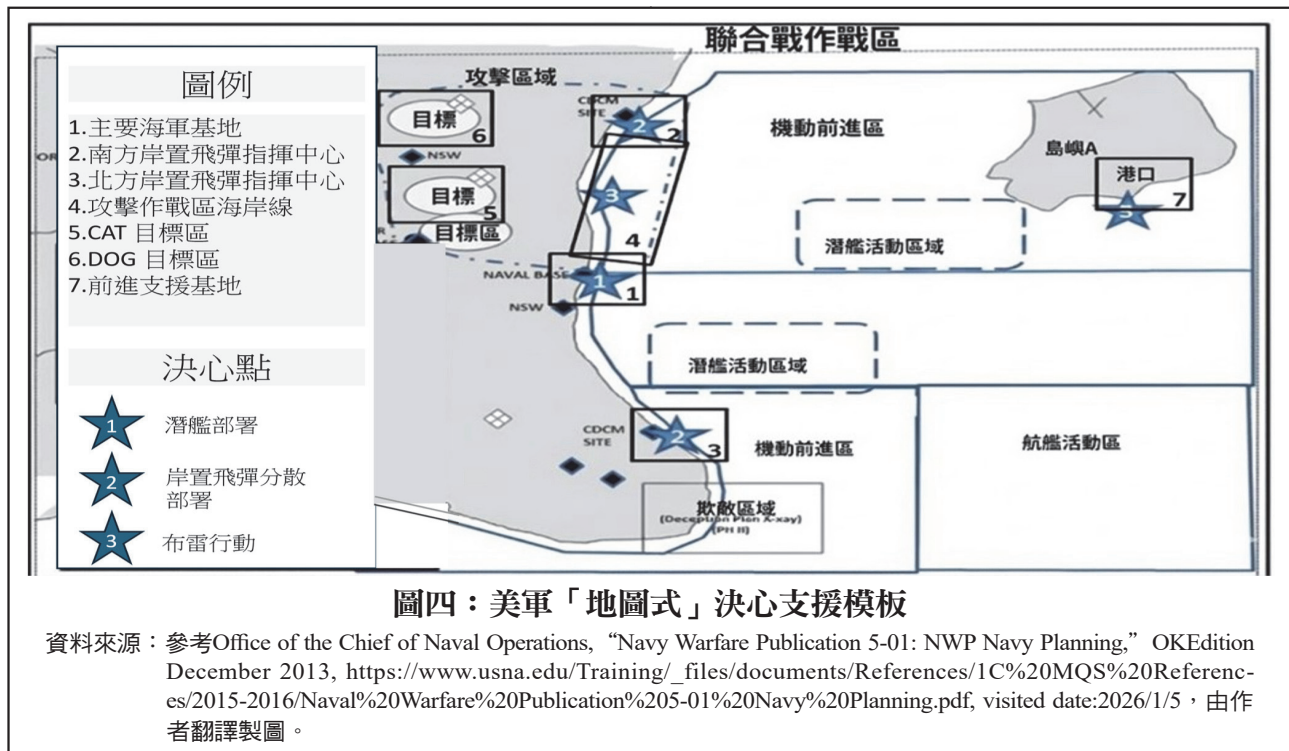 聯合戰作戰區
圖例
1.主要海軍基地
2.南方岸置飛彈指揮中心
3.北方岸置飛彈指揮中心
4.攻擊作戰區海岸線
5.CAT 目標區
6.DOG 目標區
7.前進支援基地
決心點
1 潛艦部署
2 岸置飛彈分散
部署
3 布雷行動
攻擊區域
目標
6
NSW
目標
5
目標區
CDCM
SITE
2
2
3
4
NAVAL BASE
1
1
NSW
機動前進區
島嶼A
港口
7
3
潛艦活動區域
潛艦活動區域
CDCM
SITE
2
3
機動前進區
航艦活動區
欺敵區域
(Deception Plan X-xay)
(PH II)
圖四：美軍「地圖式」決心支援模板
資料來源：參考Office of the Chief of Naval Operations, “Navy Warfare Publication 5-01: NWP Navy Planning,” OKEdition
December 2013, https://www.usna.edu/Training/_files/documents/References/1C%20MQS%20Referenc-
es/2015-2016/Naval%20Warfare%20Publication%205-01%20Navy%20Planning.pdf, visited date:2026/1/5，由作
者翻譯製圖。